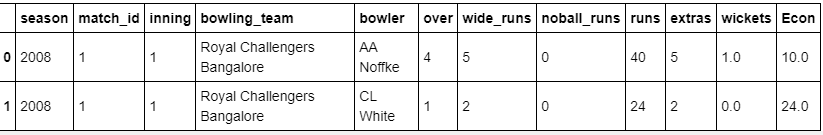 season match_id inning bowling_team bowler over wide_runs noball_runs runs extras wickets Econ
0 2008 1 1 Royal Challengers Bangalore AA Noffke 4 5 0 40 5 1.0 10.0
1 2008 1 1 Royal Challengers Bangalore CL White 1 2 0 24 2 0.0 24.0